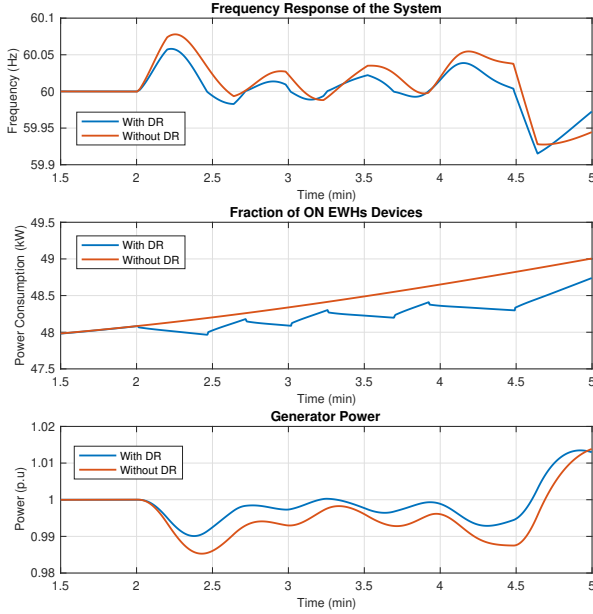 Frequency Response of the System
Frequency (Hz)
60.1
60.05
60
59.95
59.9
With DR
Without DR
1.5 2 2.5 3 3.5 4 4.5 5
Time (min)
Fraction of ON EWHs Devices
Power Consumption (kW)
49.5
49
48.5
48
47.5
With DR
Without DR
1.5 2 2.5 3 3.5 4 4.5 5
Time (min)
Generator Power
Power (p.u)
1.02
1.01
1
0.99
0.98
With DR
Without DR
1.5 2 2.5 3 3.5 4 4.5 5
Time (min)